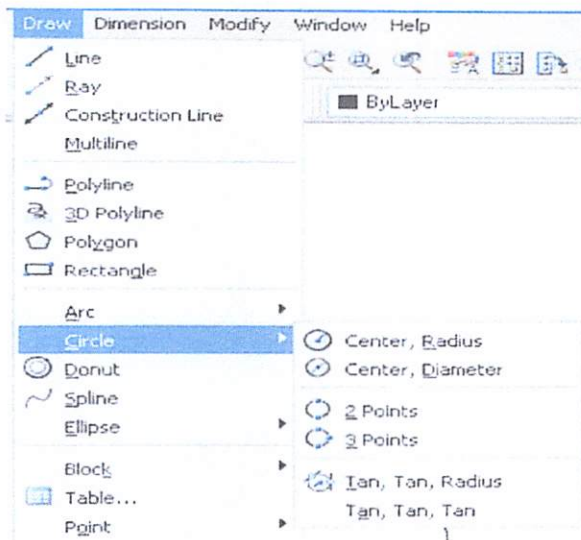 Draw Dimension Modify Window Help
Line
Ray
ByLayer
Construction Line
Multiline
Polyline
3D Polyline
Polygon
Rectangle
Arc
Circle
Center, Radius
Donut
Center, Diameter
Spline
2 Points
Ellipse
3 Points
Block
Tan, Tan, Radius
Table...
Tan, Tan, Tan
Point